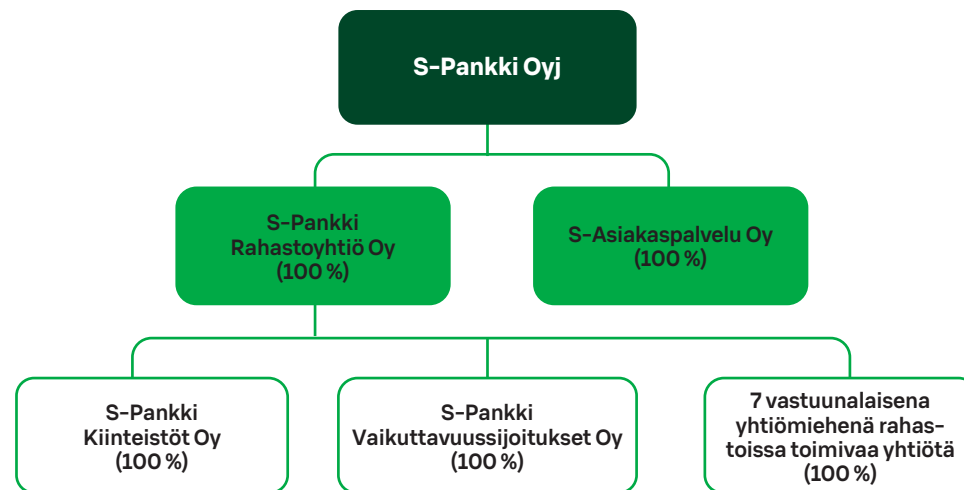 S-Pankki Oyj
S-Pankki
Rahastoyhtiö Oy
(100 %)
S-Asiakaspalvelu Oy
(100 %)
S-Pankki
Kiinteistöt Oy
(100 %)
S-Pankki
Vaikuttavuussijoitukset Oy
(100 %)
7 vastuunalaisena
yhtiömiehenä rahas-
toissa toimivaa yhtiötä
(100 %)